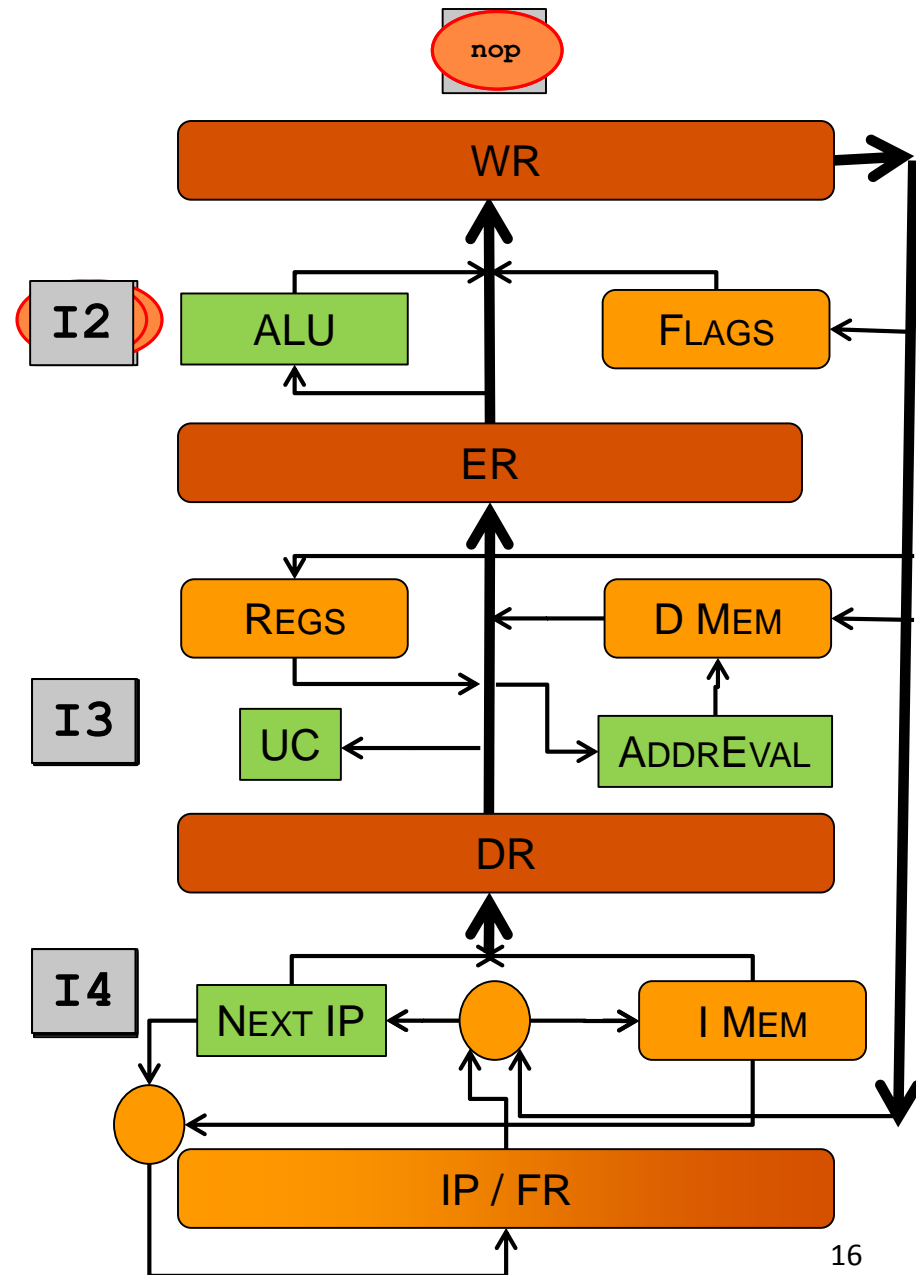 nop
WR
I2
ALU
FLAGS
ER
REGS
D MEM
I3
UC
ADDREVAL
DR
I4
NEXT IP
I MEM
IP / FR
16